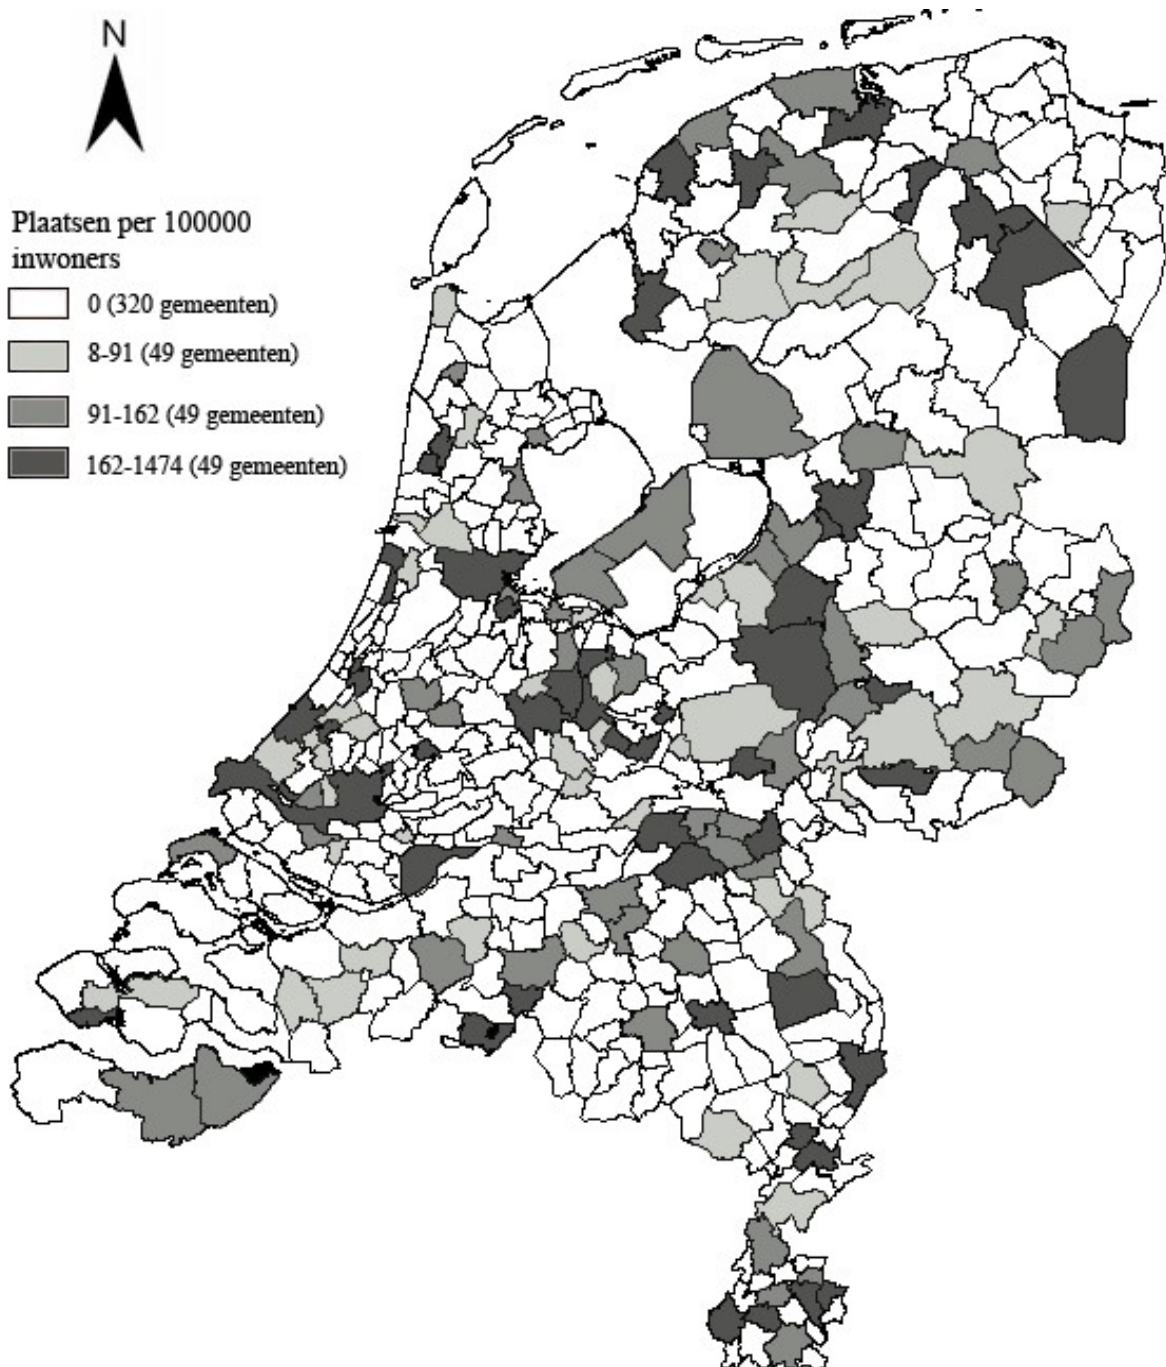 N
Plaatsen per 100000
inwoners
0 (320 gemeenten)
8-91 (49 gemeenten)
91-162 (49 gemeenten)
162-1474 (49 gemeenten)